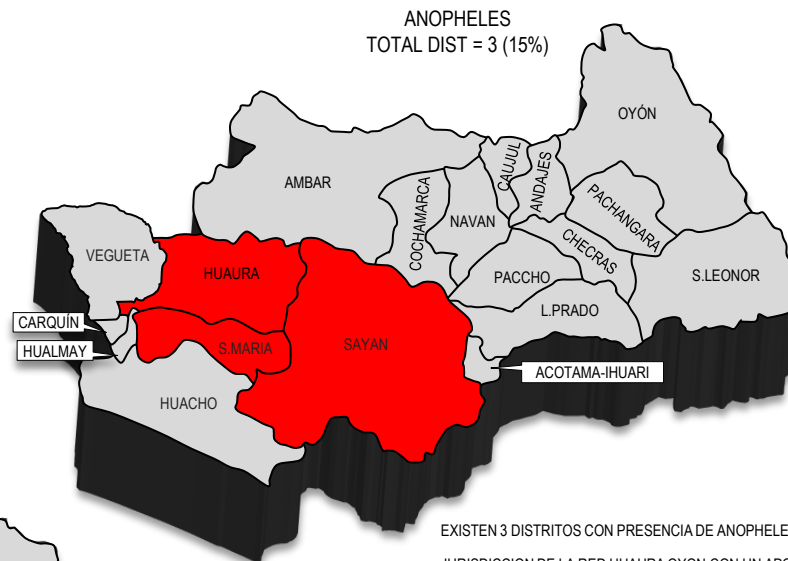 ANOPHELES
TOTAL DIST = 3 (15%)
OYÓN
CAUJUL
ANDAJES
AMBAR
COCHAMARCA
NAVAN
PACHANGARA
CHECRAS
VEGUETA
HUAURA
PACCHO
S.LEONOR
L.PRADO
CARQUÍN
HUALMAY
S.MARIA
SAYAN
ACOTAMA-IHUARI
HUACHO
EXISTEN 3 DISTRITOS CON PRESENCIA DE ANOPHELE